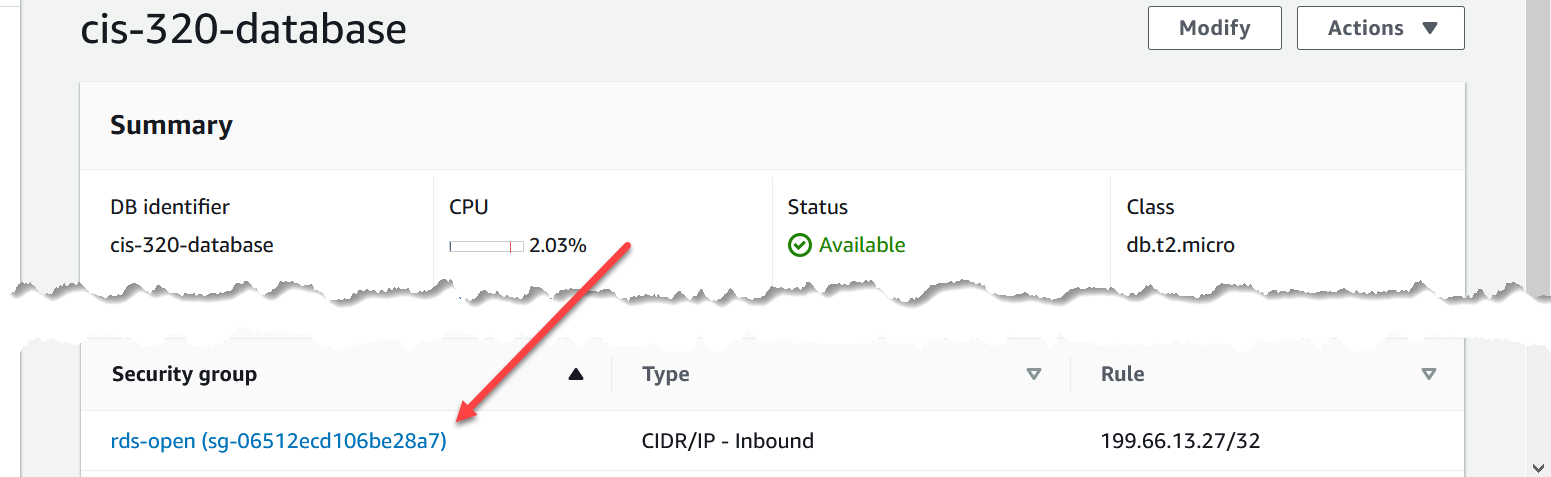 cis-320-database
Modify
Actions
Summary
DB identifier
CPU
Status
Class
cis-320-database
2.03%
Available
db.t2.micro
Security group
Type
Rule
rds-open (sg-06512ecd106be28a7)
CIDR/IP - Inbound
199.66.13.27/32